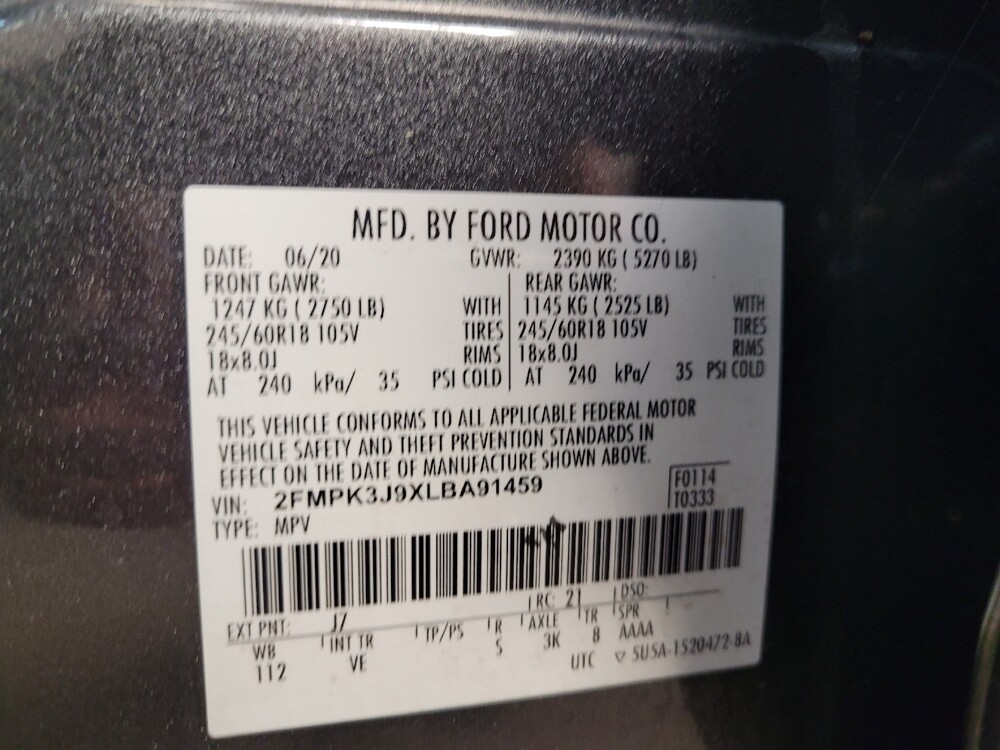 MFD. BY FORD MOTOR CO.
DATE: 06/20 GVWR: 2390 KG ( 5270 LB)
FRONT GAWR: REAR GAWR:
1247 KG ( 2750 LB) WITH 1145 KG ( 2525 LB) WITH
245/60R18 105V TIRES 245/60R18 105V TIRES
18x8.0J RIMS 18x8.0J RIMS
AT 240 kPa/ 35 PSI COLD AT 240 kPa/ 35 PSI COLD
THIS VEHICLE CONFORMS TO ALL APPLICABLE FEDERAL MOTOR
VEHICLE SAFETY AND THEFT PREVENTION STANDARDS IN
EFFECT ON THE DATE OF MANUFACTURE SHOWN ABOVE.
VIN: 2FMPK3J9XLBA91459 F0114
TYPE: MPV T0333
EXT PNT: J7 RC: 21 DSO:
WB INT TR TP/PS R AXLE TR SPR
112 VE S 3K 8 AAAA
UTC ▽ 5U5A-1520472-BA